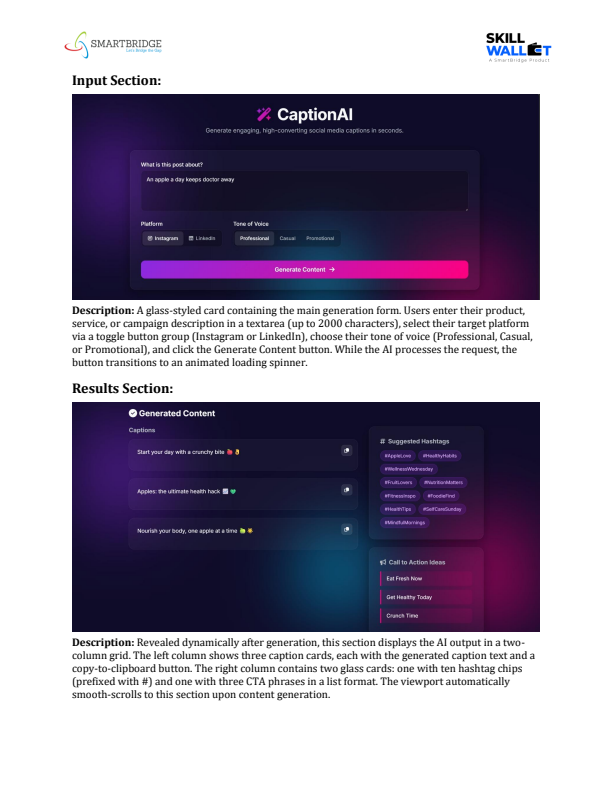 SMARTBRIDGE
Let's Bridge the Gap
SKILL
WALLET
A SmartBridge Product
Input Section:
CaptionAI
Generate engaging, high-converting social media captions in seconds.
What is this post about?
An apple a day keeps doctor away
Platform
Tone of Voice
Instagram LinkedIn
Professional Casual Promotional
Generate Content →
Description: A glass-styled card containing the main generation form. Users enter their product,
service, or campaign description in a textarea (up to 2000 characters), select their target platform
via a toggle button group (Instagram or LinkedIn), choose their tone of voice (Professional, Casual,
or Promotional), and click the Generate Content button. While the AI processes the request, the
button transitions to an animated loading spinner.
Results Section:
Generated Content
Captions
Start your day with a crunchy bite
Apples: the ultimate health hack
Nourish your body, one apple at a time
# Suggested Hashtags
#AppleLove #HealthyHabits
#WellnessWednesday
#FruitLovers #NutritionMatters
#FitnessInspo #FoodieFind
#HealthTips #SelfCareSunday
#MindfulMornings
Call to Action Ideas
Eat Fresh Now
Get Healthy Today
Crunch Time
Description: Revealed dynamically after generation, this section displays the AI output in a two-
column grid. The left column shows three caption cards, each with the generated caption text and a
copy-to-clipboard button. The right column contains two glass cards: one with ten hashtag chips
(prefixed with #) and one with three CTA phrases in a list format. The viewport automatically
smooth-scrolls to this section upon content generation.